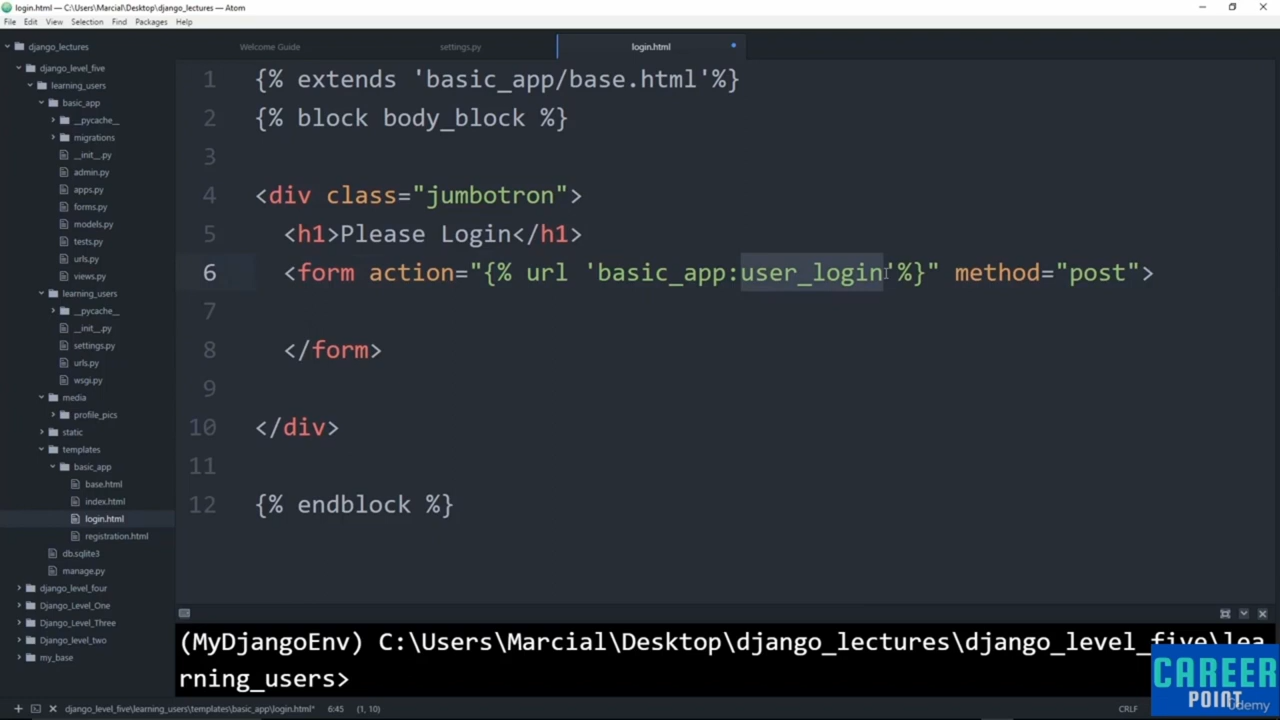 login.html — C:\Users\Marcial\Desktop\django_lectures — Atom
File Edit View Selection Find Packages Help
django_lectures
django_level_five
learning_users
basic_app
__pycache__
migrations
__init__.py
admin.py
apps.py
forms.py
models.py
tests.py
urls.py
views.py
learning_users
__pycache__
__init__.py
settings.py
urls.py
wsgi.py
media
profile_pics
static
templates
basic_app
base.html
index.html
login.html
registration.html
db.sqlite3
manage.py
django_level_four
Django_Level_One
Django_Level_Three
Django_level_two
my_base
Welcome Guide settings.py login.html
1 {% extends 'basic_app/base.html'%}
2 {% block body_block %}
3
4 <div class="jumbotron">
5 <h1>Please Login</h1>
6 <form action="{% url 'basic_app:user_login'%}" method="post">
7
8 </form>
9
10 </div>
11
12 {% endblock %}
(MyDjangoEnv) C:\Users\Marcial\Desktop\django_lectures\django_level_five\lea
rning_users>
CAREER
POINT
Udemy
django_level_five\learning_users\templates\basic_app\login.html* 6:45 (1, 10) CRLF